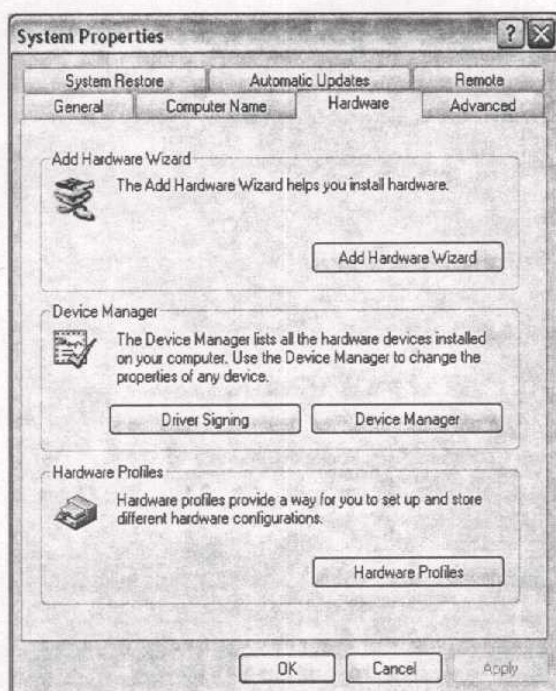 System Properties
System Restore Automatic Updates Remote
General Computer Name Hardware Advanced
Add Hardware Wizard
The Add Hardware Wizard helps you install hardware.
Add Hardware Wizard
Device Manager
The Device Manager lists all the hardware devices installed
on your computer. Use the Device Manager to change the
properties of any device.
Driver Signing Device Manager
Hardware Profiles
Hardware profiles provide a way for you to set up and store
different hardware configurations.
Hardware Profiles
OK Cancel Apply